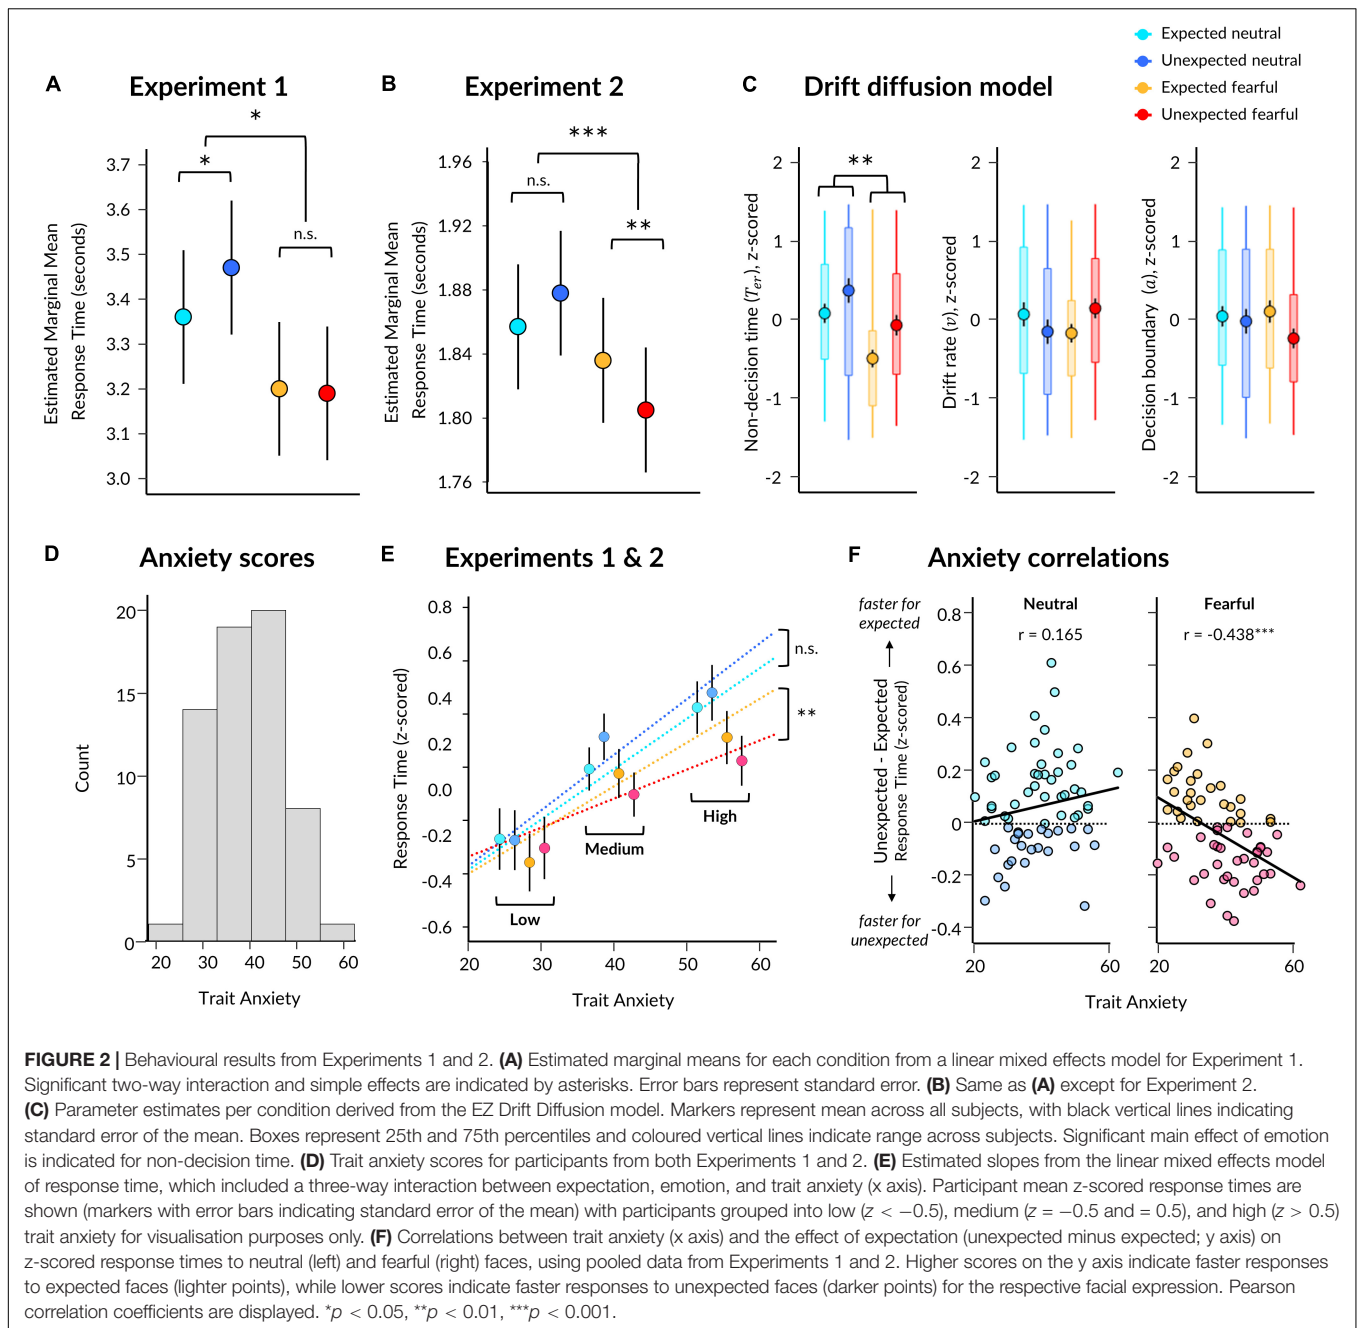 Expected neutral
Unexpected neutral
Expected fearful
Unexpected fearful
A Experiment 1
B Experiment 2
C Drift diffusion model
Estimated Marginal Mean
Response Time (seconds)
3.7
3.6
3.5
3.4
3.3
3.2
3.1
3.0
*
*
n.s.
Estimated Marginal Mean
Response Time (seconds)
1.96
1.92
1.88
1.84
1.80
1.76
***
n.s.
**
Non-decision time (Ter), z-scored
2
1
0
-1
-2
**
Drift rate (v), z-scored
2
1
0
-1
-2
Decision boundary (a), z-scored
2
1
0
-1
-2
D Anxiety scores
Count
20
15
10
5
0
20 30 40 50 60
Trait Anxiety
E Experiments 1 & 2
Response Time (z-scored)
0.8
0.6
0.4
0.2
0.0
-0.2
-0.4
-0.6
n.s.
**
Low
Medium
High
20 30 40 50 60
Trait Anxiety
F Anxiety correlations
faster for
expected
Unexpected - Expected
Response Time (z-scored)
faster for
unexpected
0.8
0.6
0.4
0.2
0
-0.2
-0.4
Neutral
r = 0.165
Fearful
r = -0.438***
20 60
20 60
Trait Anxiety
FIGURE 2 | Behavioural results from Experiments 1 and 2. (A) Estimated marginal means for each condition from a linear mixed effects model for Experiment 1.
Significant two-way interaction and simple effects are indicated by asterisks. Error bars represent standard error. (B) Same as (A) except for Experiment 2.
(C) Parameter estimates per condition derived from the EZ Drift Diffusion model. Markers represent mean across all subjects, with black vertical lines indicating
standard error of the mean. Boxes represent 25th and 75th percentiles and coloured vertical lines indicate range across subjects. Significant main effect of emotion
is indicated for non-decision time. (D) Trait anxiety scores for participants from both Experiments 1 and 2. (E) Estimated slopes from the linear mixed effects model
of response time, which included a three-way interaction between expectation, emotion, and trait anxiety (x axis). Participant mean z-scored response times are
shown (markers with error bars indicating standard error of the mean) with participants grouped into low (z < −0.5), medium (z = −0.5 and = 0.5), and high (z > 0.5)
trait anxiety for visualisation purposes only. (F) Correlations between trait anxiety (x axis) and the effect of expectation (unexpected minus expected; y axis) on
z-scored response times to neutral (left) and fearful (right) faces, using pooled data from Experiments 1 and 2. Higher scores on the y axis indicate faster responses
to expected faces (lighter points), while lower scores indicate faster responses to unexpected faces (darker points) for the respective facial expression. Pearson
correlation coefficients are displayed. *p < 0.05, **p < 0.01, ***p < 0.001.